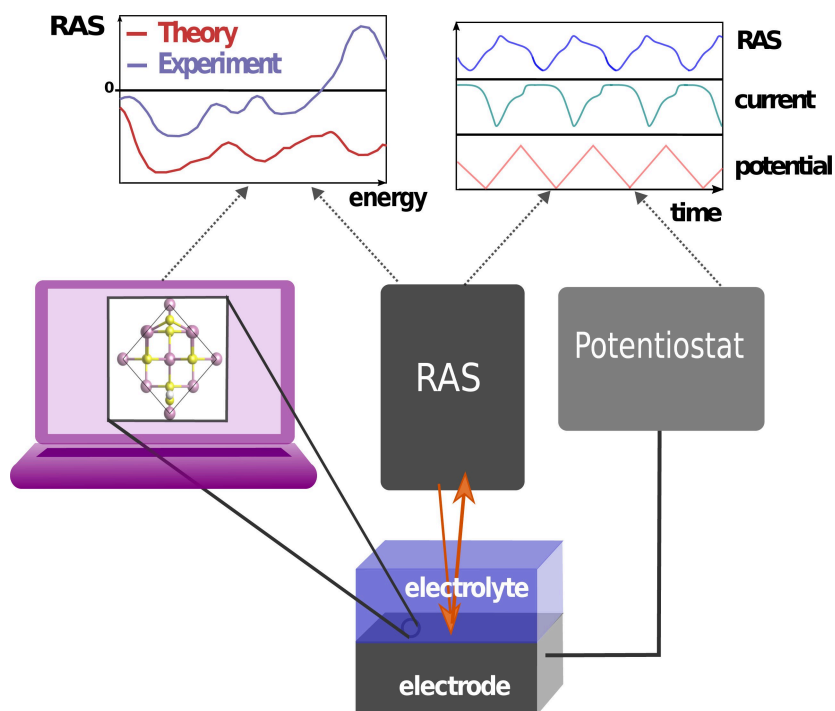 RAS
Theory
Experiment
0
energy
RAS
current
potential
time
RAS
Potentiostat
electrolyte
electrode